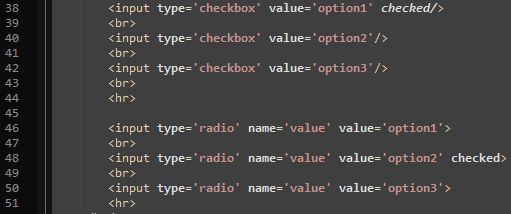 38 <input type='checkbox' value='option1' checked/>
39 <br>
40 <input type='checkbox' value='option2'/>
41 <br>
42 <input type='checkbox' value='option3'/>
43 <br>
44 <hr>
45
46 <input type='radio' name='value' value='option1'>
47 <br>
48 <input type='radio' name='value' value='option2' checked>
49 <br>
50 <input type='radio' name='value' value='option3'>
51 <hr>